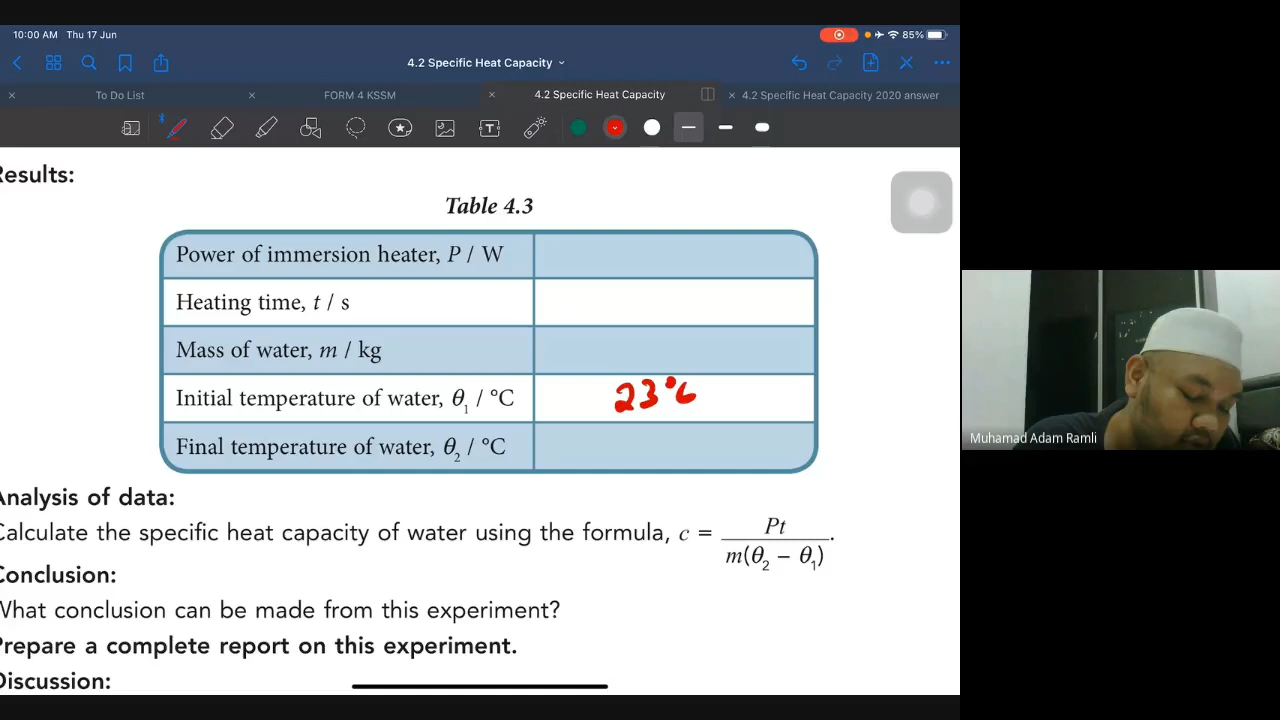 10:00 AM Thu 17 Jun
85%
4.2 Specific Heat Capacity
To Do List
FORM 4 KSSM
4.2 Specific Heat Capacity
4.2 Specific Heat Capacity 2020 answer
Results:
Table 4.3
Power of immersion heater, P / W
Heating time, t / s
Mass of water, m / kg
Initial temperature of water, θ₁ / °C 23°C
Final temperature of water, θ₂ / °C
Analysis of data:
Calculate the specific heat capacity of water using the formula, c = Pt / m(θ₂ − θ₁).
Conclusion:
What conclusion can be made from this experiment?
Prepare a complete report on this experiment.
Discussion:
Muhamad Adam Ramli